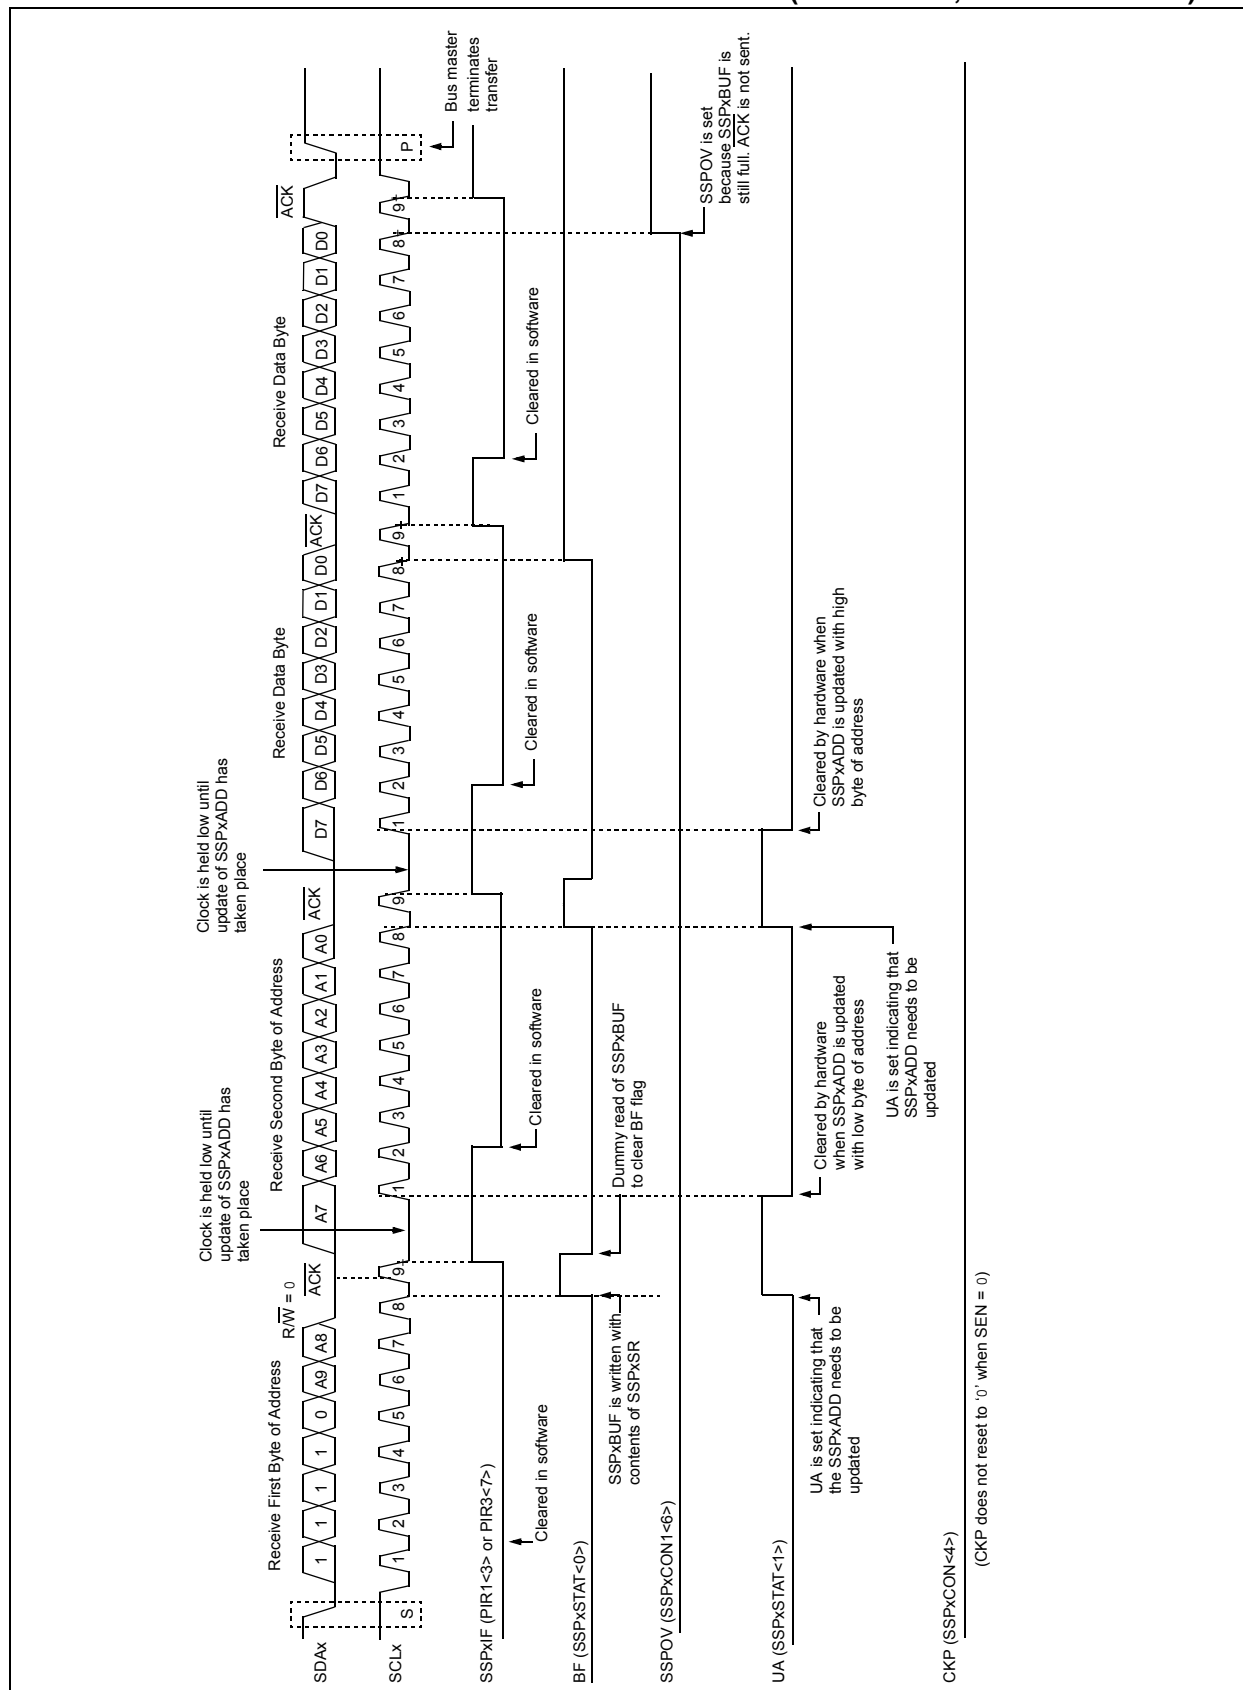 Receive First Byte of Address
R/W = 0
Receive Second Byte of Address
Receive Data Byte
Receive Data Byte
Clock is held low until
update of SSPxADD has
taken place
Clock is held low until
update of SSPxADD has
taken place
SDAx
1 1 1 1 0 A9 A8 ACK A7 A6 A5 A4 A3 A2 A1 A0 ACK D7 D6 D5 D4 D3 D2 D1 D0 ACK D7 D6 D5 D4 D3 D2 D1 D0 ACK
SCLx
S 1 2 3 4 5 6 7 8 9 1 2 3 4 5 6 7 8 9 1 2 3 4 5 6 7 8 9 1 2 3 4 5 6 7 8 9 P
Bus master
terminates
transfer
SSPxIF (PIR1<3> or PIR3<7>)
Cleared in software
Cleared in software
Cleared in software
Cleared in software
BF (SSPxSTAT<0>)
SSPxBUF is written with
contents of SSPxSR
Dummy read of SSPxBUF
to clear BF flag
SSPOV (SSPxCON1<6>)
SSPOV is set
because SSPxBUF is
still full. ACK is not sent.
UA (SSPxSTAT<1>)
UA is set indicating that
the SSPxADD needs to be
updated
Cleared by hardware
when SSPxADD is updated
with low byte of address
UA is set indicating that
SSPxADD needs to be
updated
Cleared by hardware when
SSPxADD is updated with high
byte of address
CKP (SSPxCON<4>)
(CKP does not reset to ‘0’ when SEN = 0)